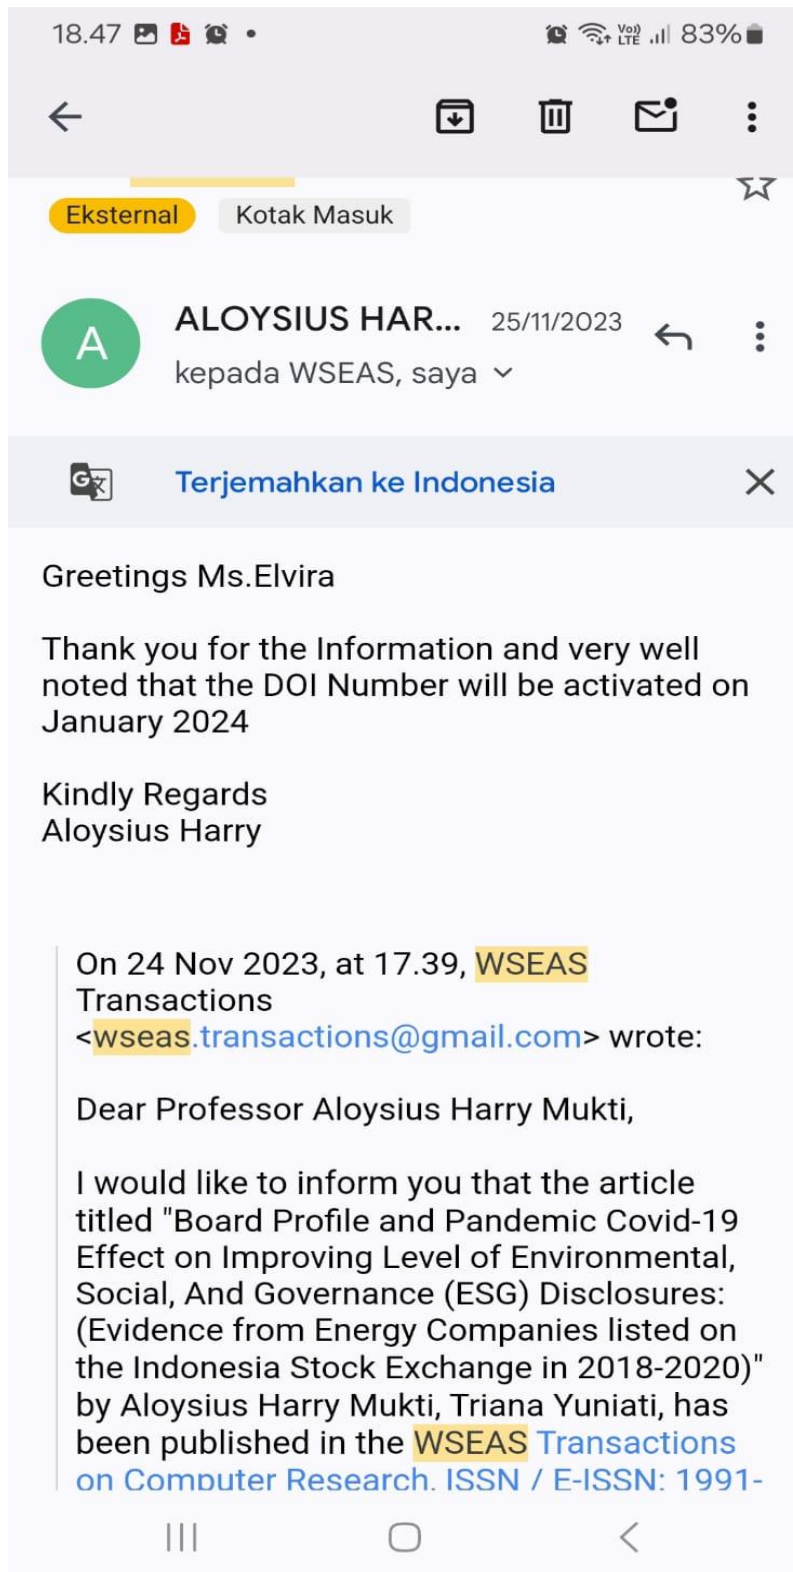 18.47 83%
Vo))
LTE
Eksternal Kotak Masuk
A
ALOYSIUS HAR... 25/11/2023
kepada WSEAS, saya
G文
Terjemahkan ke Indonesia
Greetings Ms.Elvira
Thank you for the Information and very well
noted that the DOI Number will be activated on
January 2024
Kindly Regards
Aloysius Harry
On 24 Nov 2023, at 17.39, WSEAS
Transactions
<wseas.transactions@gmail.com> wrote:
Dear Professor Aloysius Harry Mukti,
I would like to inform you that the article
titled "Board Profile and Pandemic Covid-19
Effect on Improving Level of Environmental,
Social, And Governance (ESG) Disclosures:
(Evidence from Energy Companies listed on
the Indonesia Stock Exchange in 2018-2020)"
by Aloysius Harry Mukti, Triana Yuniati, has
been published in the WSEAS Transactions
on Computer Research, ISSN / E-ISSN: 1991-